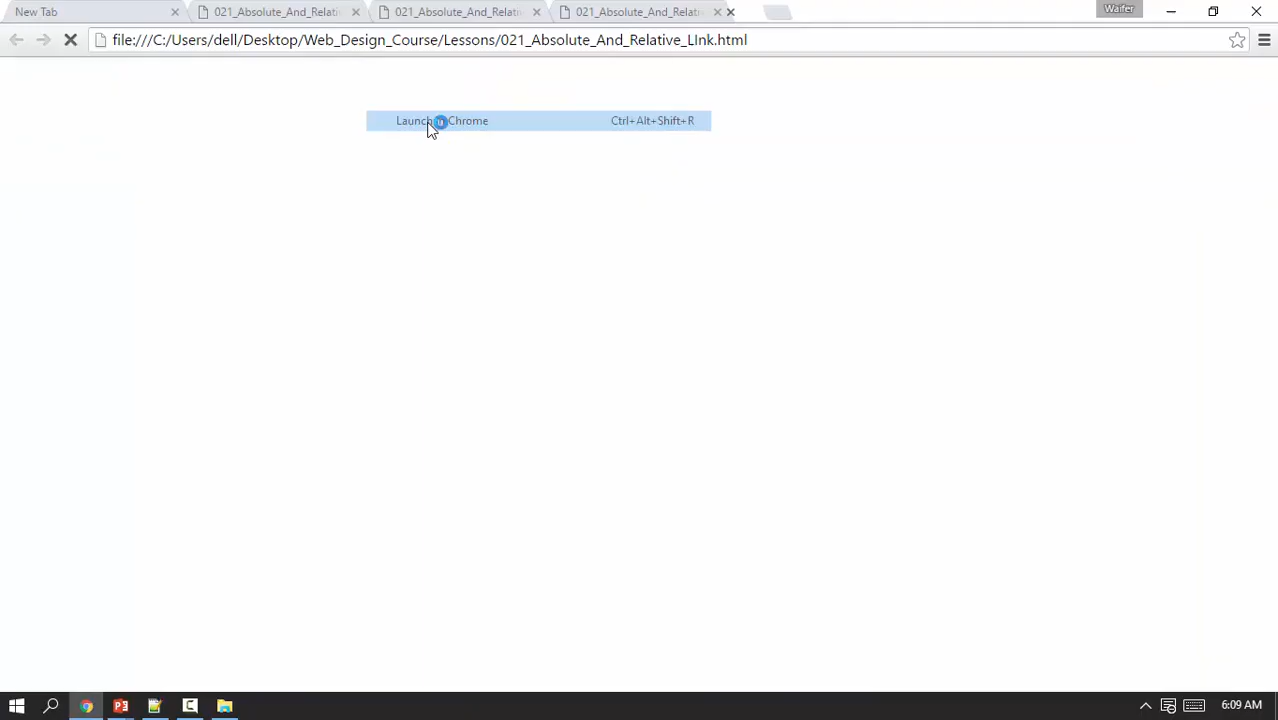 New Tab
021_Absolute_And_Relati
021_Absolute_And_Relati
021_Absolute_And_Relati
Waifer
file:///C:/Users/dell/Desktop/Web_Design_Course/Lessons/021_Absolute_And_Relative_LInk.html
Launch Chrome Ctrl+Alt+Shift+R
6:09 AM